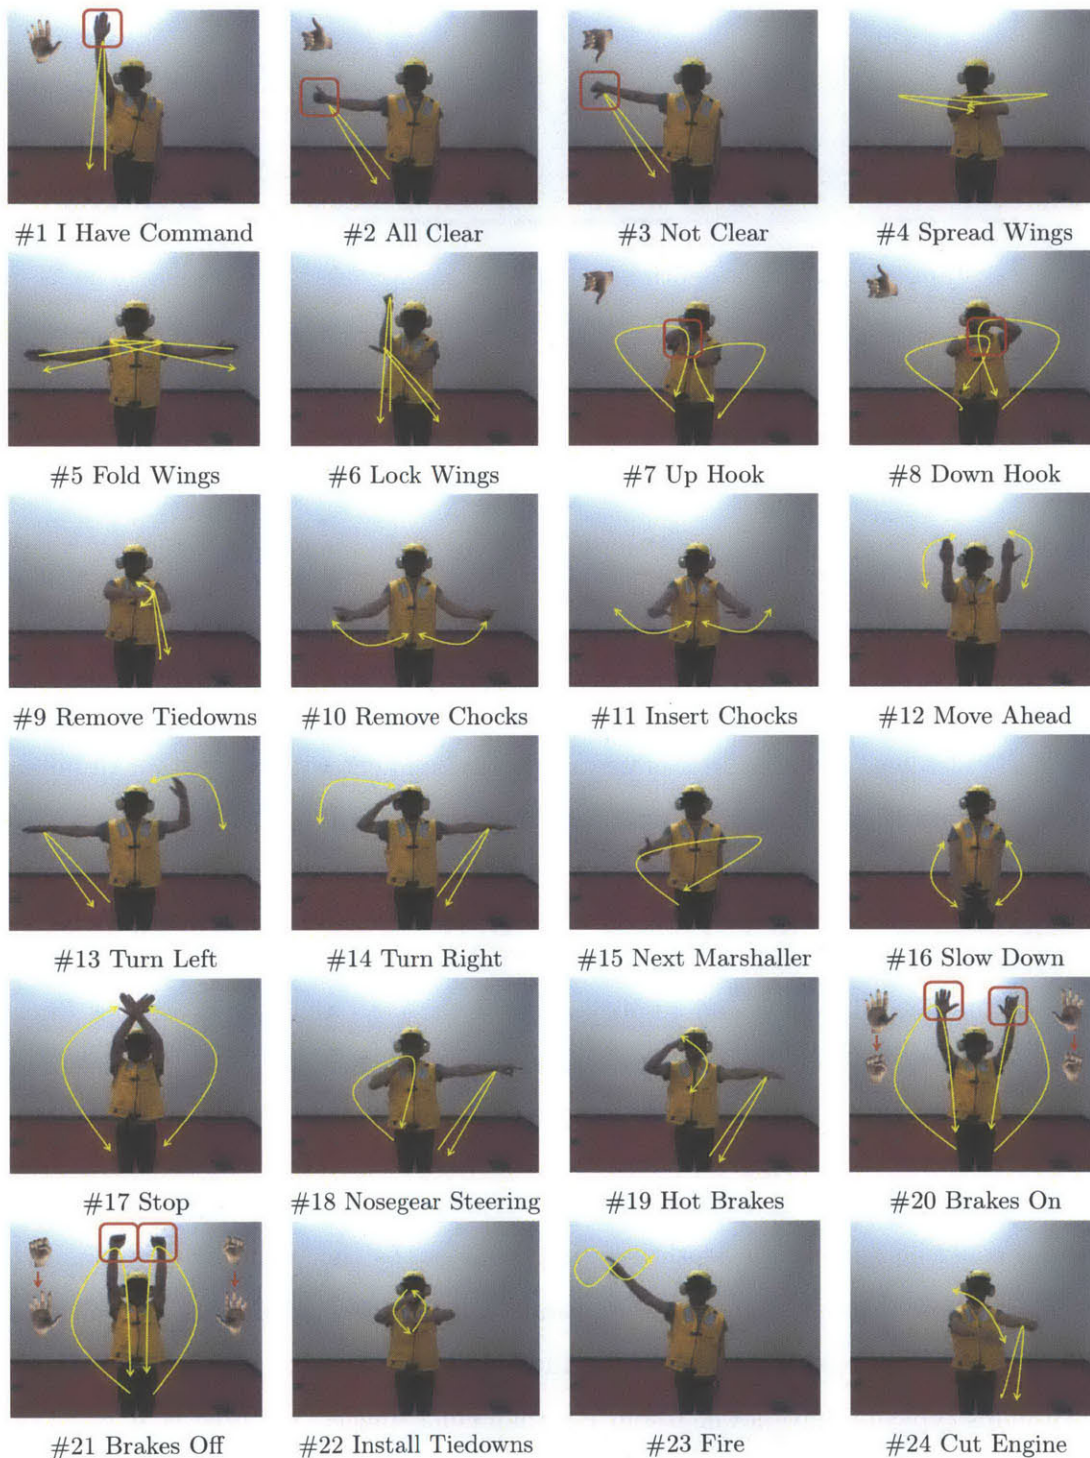 #1 I Have Command
#2 All Clear
#3 Not Clear
#4 Spread Wings
#5 Fold Wings
#6 Lock Wings
#7 Up Hook
#8 Down Hook
#9 Remove Tiedowns
#10 Remove Chocks
#11 Insert Chocks
#12 Move Ahead
#13 Turn Left
#14 Turn Right
#15 Next Marshaller
#16 Slow Down
#17 Stop
#18 Nosegear Steering
#19 Hot Brakes
#20 Brakes On
#21 Brakes Off
#22 Install Tiedowns
#23 Fire
#24 Cut Engine